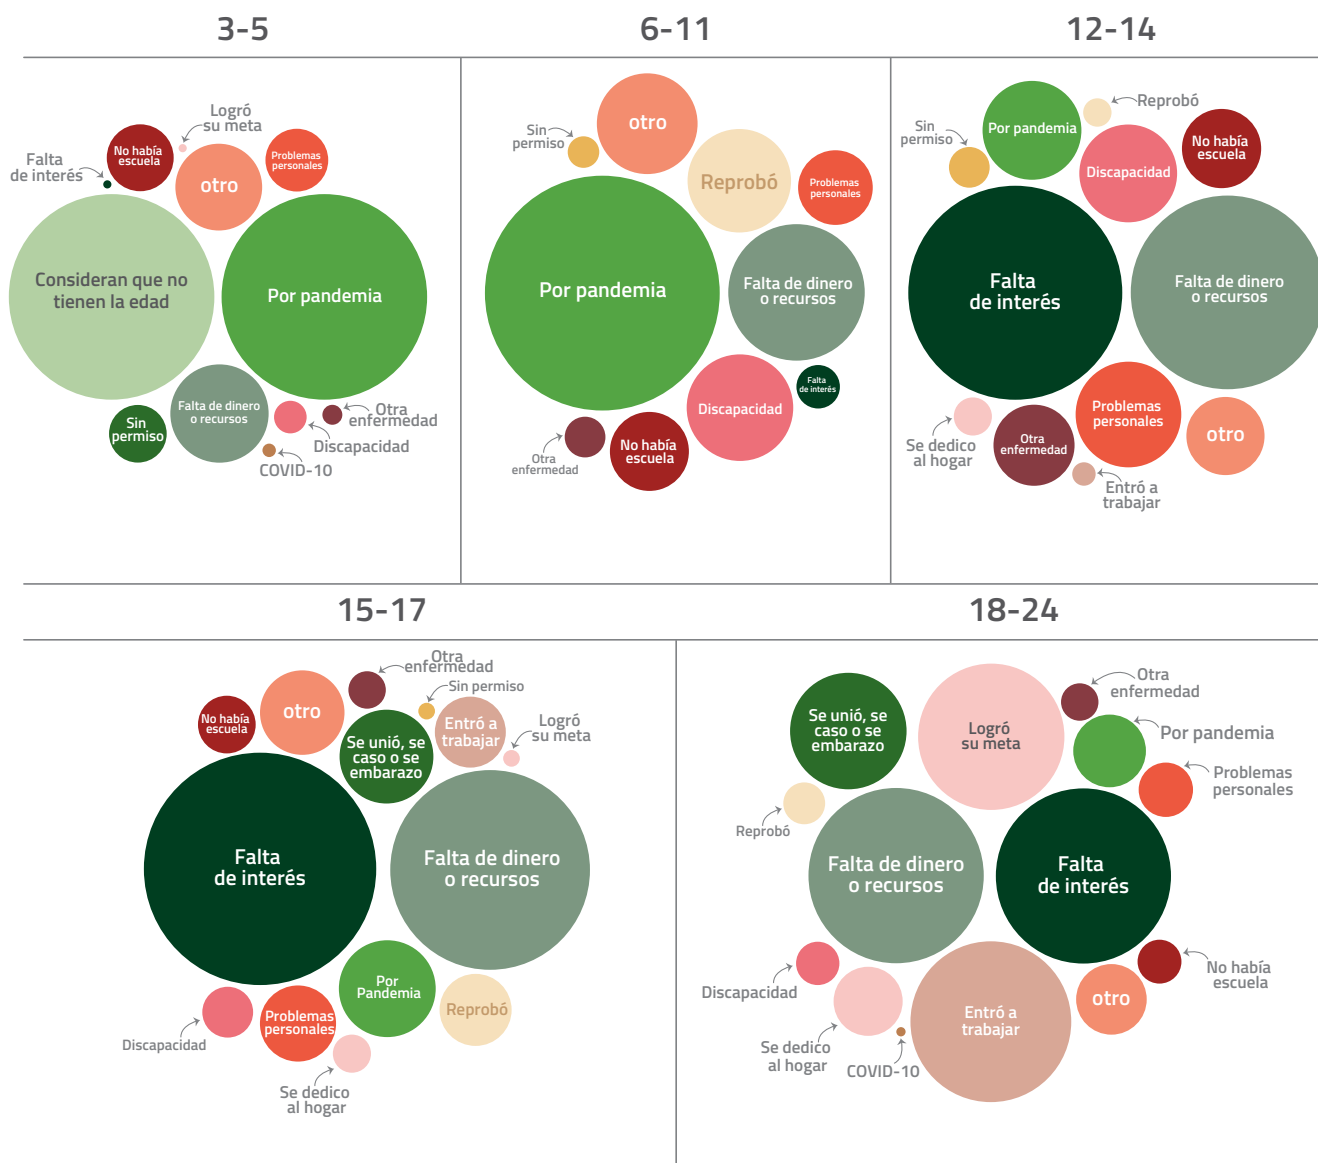 3-5
6-11
12-14
Logró
su meta
No había
escuela
Falta
de interés
otro
Problemas
personales
Consideran que no
tienen la edad
Por pandemia
Falta de dinero
o recursos
Sin
permiso
Otra
enfermedad
Discapacidad
COVID-10
Sin
permiso
otro
Reprobó
Problemas
personales
Por pandemia
Falta de dinero
o recursos
Falta
de interés
Discapacidad
No había
escuela
Otra
enfermedad
Reprobó
Por pandemia
Sin
permiso
No había
escuela
Discapacidad
Falta
de interés
Falta de dinero
o recursos
Problemas
personales
Se dedico
al hogar
Otra
enfermedad
otro
Entró a
trabajar
15-17
18-24
Otra
enfermedad
Sin permiso
No había
escuela
otro
Entró a
trabajar
Logró
su meta
Se unió, se
caso o se
embarazo
Falta
de interés
Falta de dinero
o recursos
Por
Pandemia
Reprobó
Problemas
personales
Discapacidad
Se dedico
al hogar
Otra
enfermedad
Se unió, se
caso o se
embarazo
Logró
su meta
Por pandemia
Problemas
personales
Reprobó
Falta de dinero
o recursos
Falta
de interés
No había
escuela
Discapacidad
otro
Entró a
trabajar
Se dedico
al hogar
COVID-10